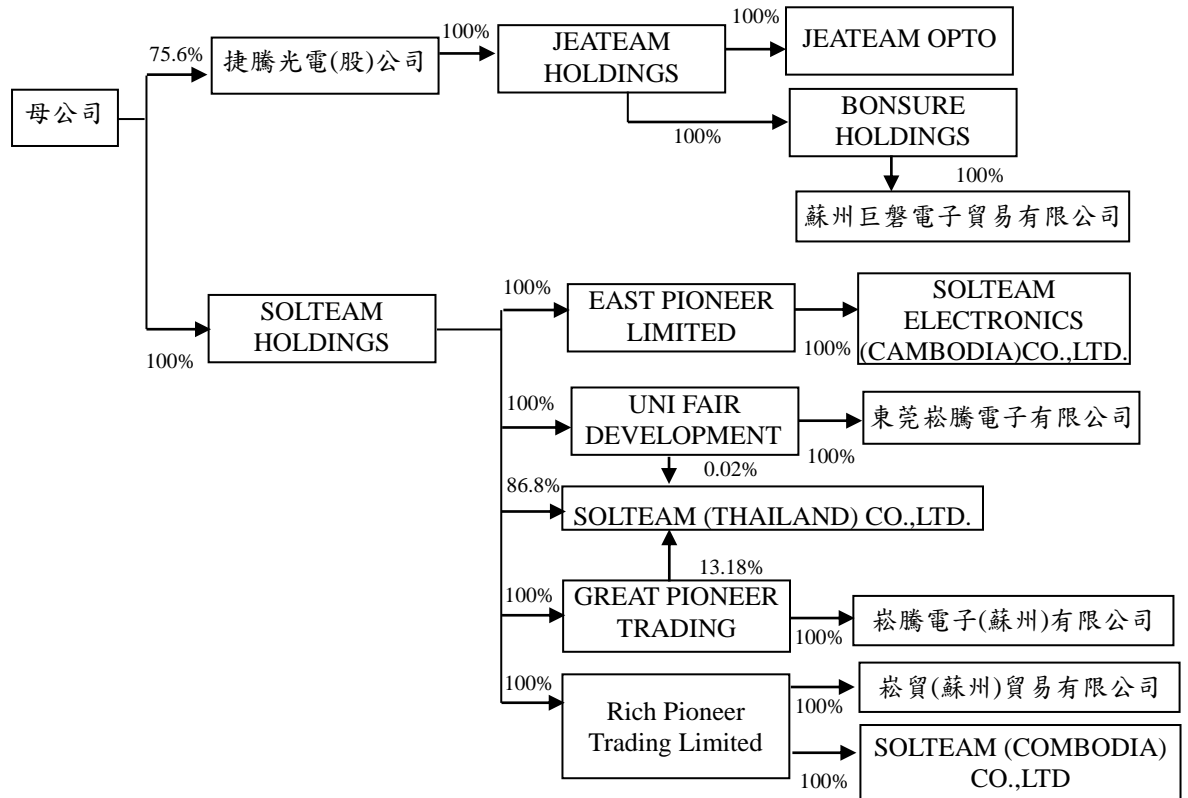 100%
100%
JEATEAM
HOLDINGS
JEATEAM OPTO
75.6%
捷騰光電(股)公司
母公司
100%
BONSURE
HOLDINGS
100%
蘇州巨磐電子貿易有限公司
100%
SOLTEAM
HOLDINGS
100%
EAST PIONEER
LIMITED
100%
SOLTEAM
ELECTRONICS
(CAMBODIA)CO.,LTD.
100%
UNI FAIR
DEVELOPMENT
100%
東莞崧騰電子有限公司
0.02%
86.8%
SOLTEAM (THAILAND) CO.,LTD.
13.18%
100%
GREAT PIONEER
TRADING
100%
崧騰電子(蘇州)有限公司
100%
Rich Pioneer
Trading Limited
100%
崧貿(蘇州)貿易有限公司
100%
SOLTEAM (COMBODIA)
CO.,LTD